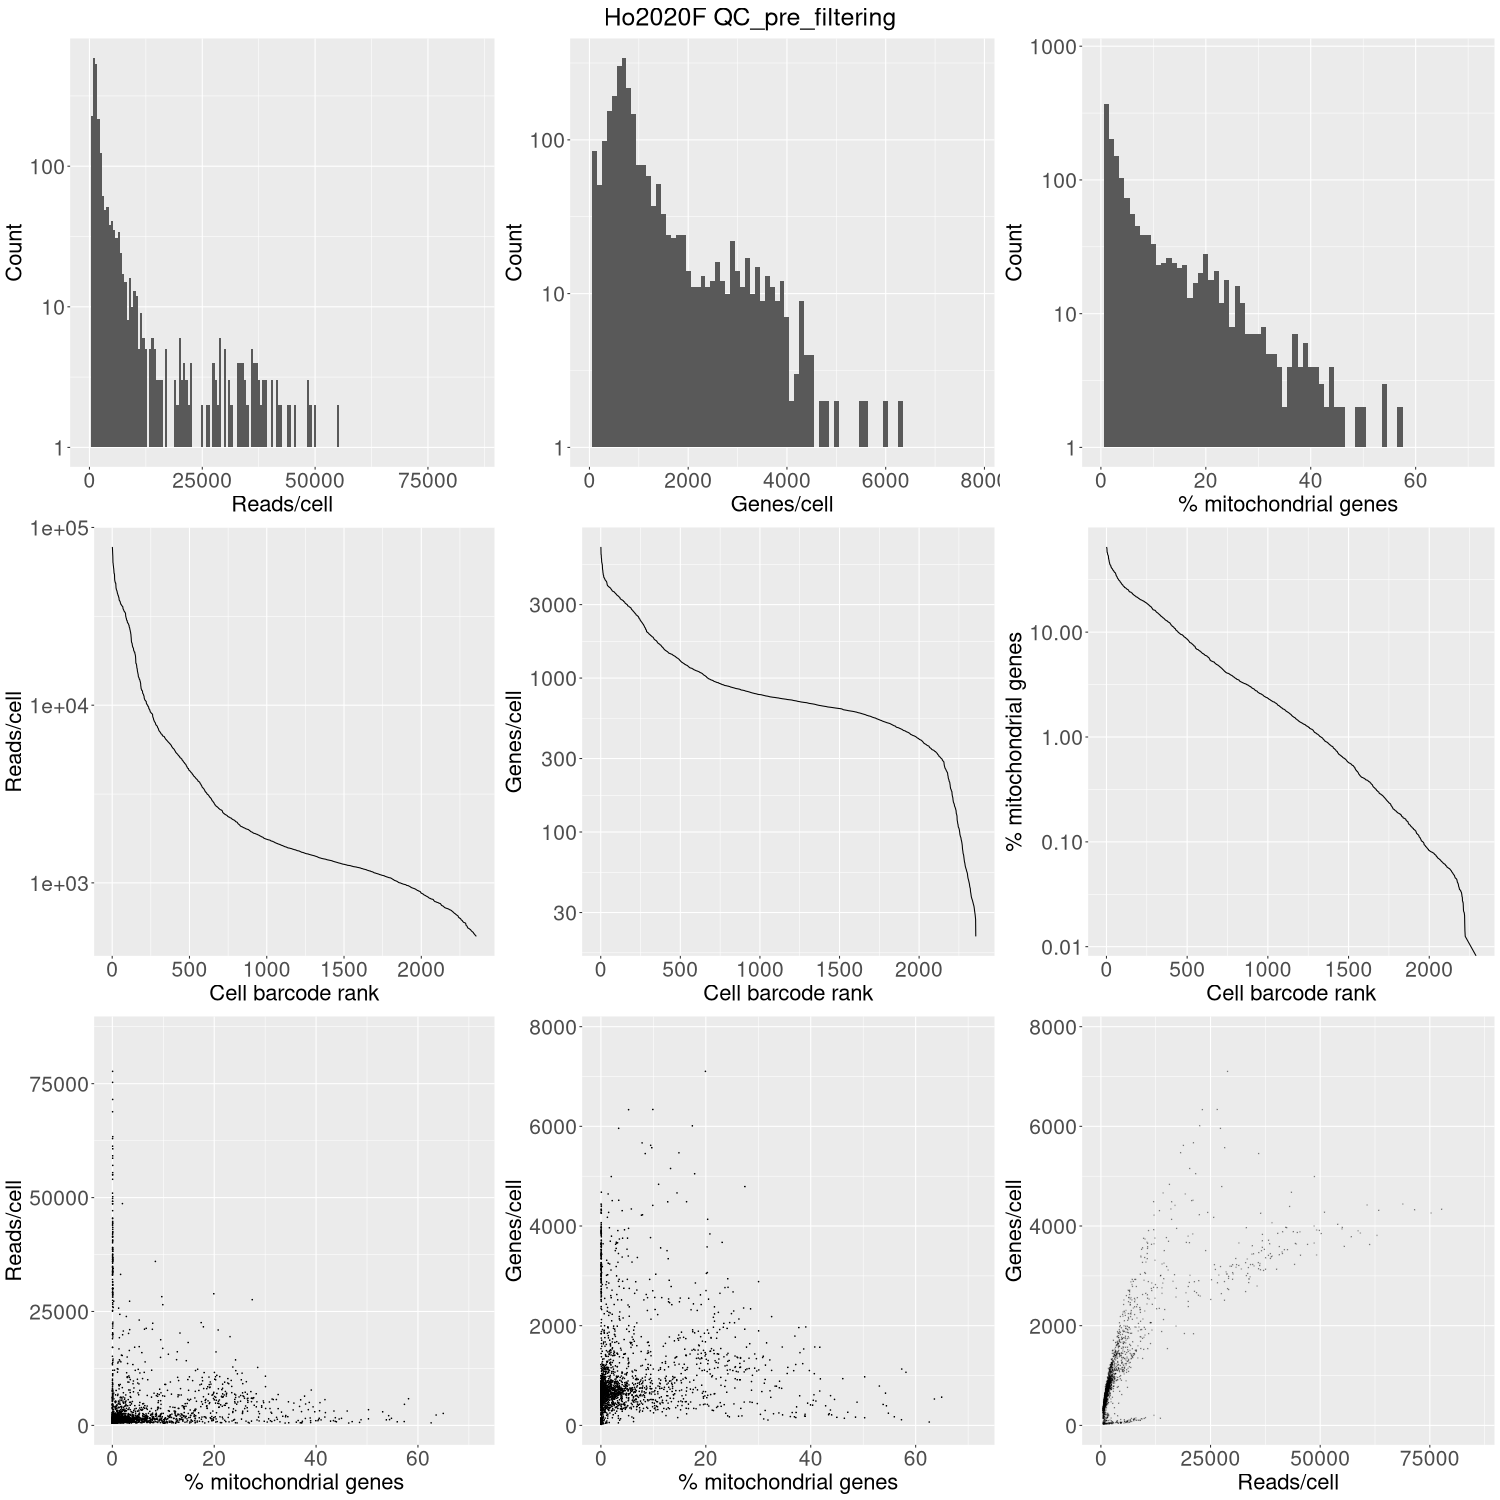 Ho2020F QC_pre_filtering
Count
100
10
1
0 25000 50000 75000
Reads/cell
Count
100
10
1
0 2000 4000 6000 800
Genes/cell
Count
1000
100
10
1
0 20 40 60
% mitochondrial genes
Reads/cell
1e+05
1e+04
1e+03
0 500 1000 1500 2000
Cell barcode rank
Genes/cell
3000
1000
300
100
30
0 500 1000 1500 2000
Cell barcode rank
% mitochondrial genes
10.00
1.00
0.10
0.01
0 500 1000 1500 2000
Cell barcode rank
Reads/cell
75000
50000
25000
0
0 20 40 60
% mitochondrial genes
Genes/cell
8000
6000
4000
2000
0
0 20 40 60
% mitochondrial genes
Genes/cell
8000
6000
4000
2000
0
0 25000 50000 75000
Reads/cell